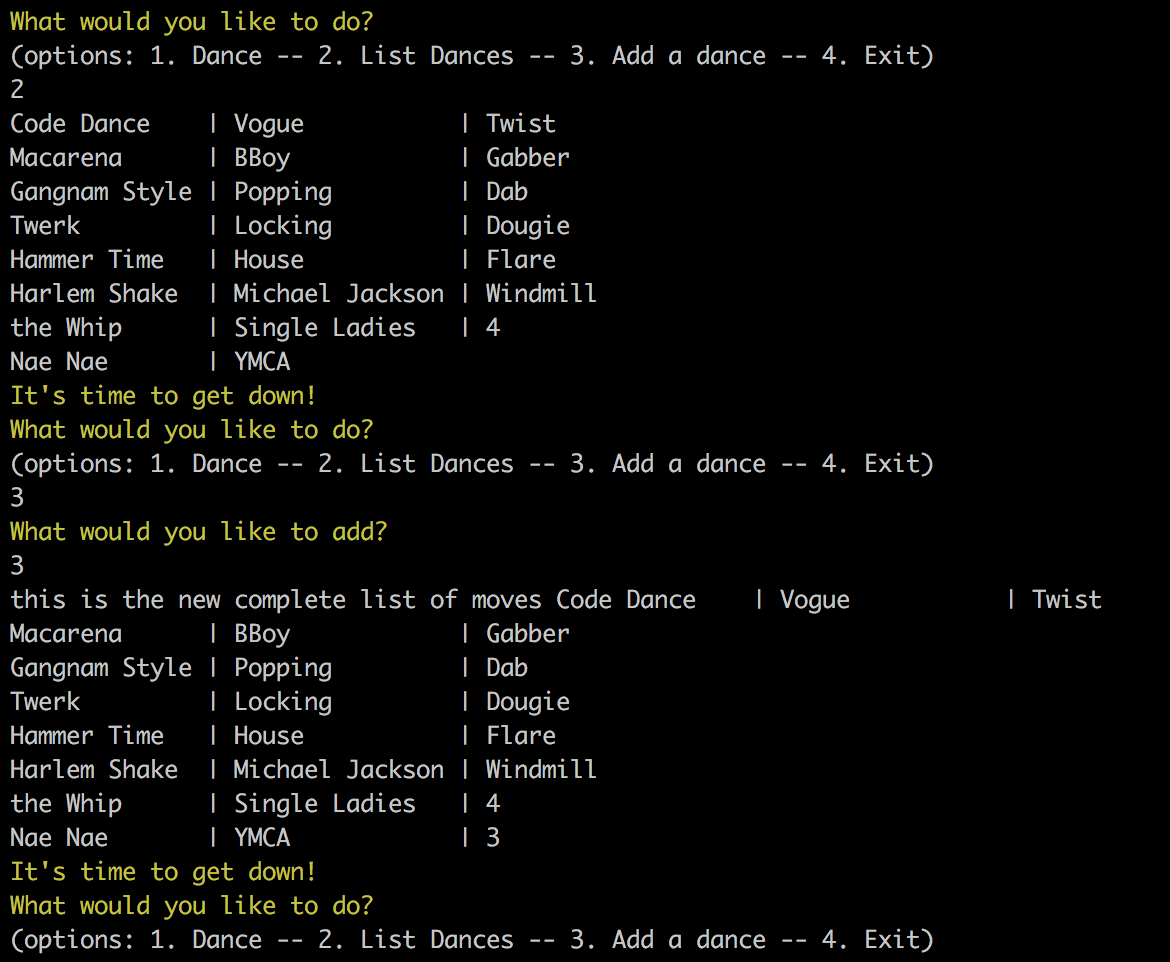 What would you like to do?
(options: 1. Dance -- 2. List Dances -- 3. Add a dance -- 4. Exit)
2
Code Dance    | Vogue           | Twist
Macarena      | BBoy            | Gabber
Gangnam Style | Popping         | Dab
Twerk         | Locking         | Dougie
Hammer Time   | House           | Flare
Harlem Shake  | Michael Jackson | Windmill
the Whip      | Single Ladies   | 4
Nae Nae       | YMCA
It's time to get down!
What would you like to do?
(options: 1. Dance -- 2. List Dances -- 3. Add a dance -- 4. Exit)
3
What would you like to add?
3
this is the new complete list of moves Code Dance    | Vogue           | Twist
Macarena      | BBoy            | Gabber
Gangnam Style | Popping         | Dab
Twerk         | Locking         | Dougie
Hammer Time   | House           | Flare
Harlem Shake  | Michael Jackson | Windmill
the Whip      | Single Ladies   | 4
Nae Nae       | YMCA            | 3
It's time to get down!
What would you like to do?
(options: 1. Dance -- 2. List Dances -- 3. Add a dance -- 4. Exit)